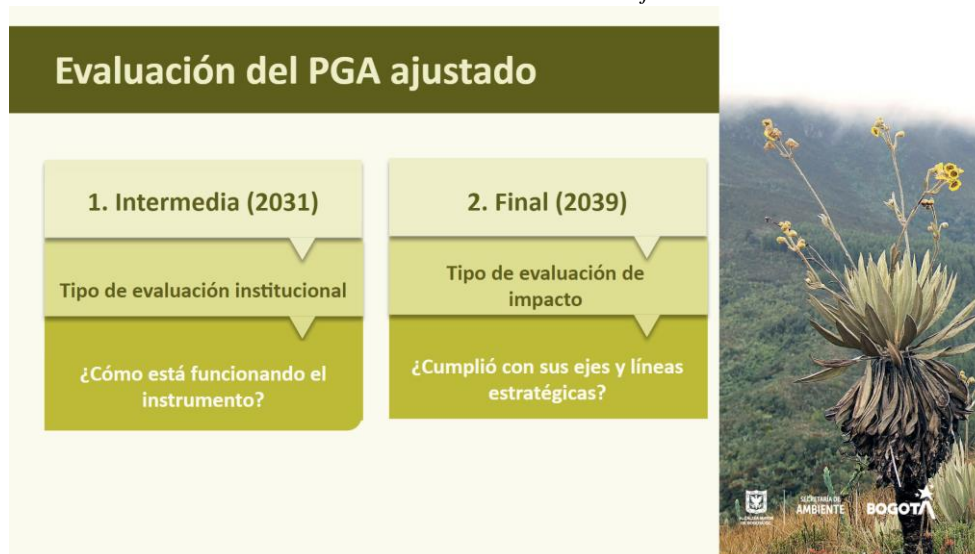 Evaluación del PGA ajustado
1. Intermedia (2031)
Tipo de evaluación institucional
¿Cómo está funcionando el
instrumento?
2. Final (2039)
Tipo de evaluación de
impacto
¿Cumplió con sus ejes y líneas
estratégicas?
SECRETARÍA DE
AMBIENTE
BOGOTÁ